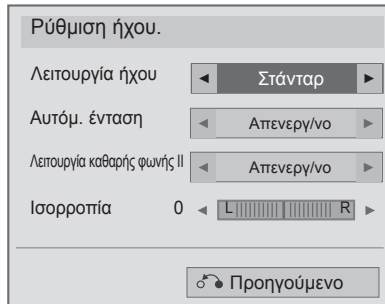 Ρύθμιση ήχου.
Λειτουργία ήχου ◄ Στάνταρ ►
Αυτόμ. ένταση ◄ Απενεργ/νο ►
Λειτουργία καθαρής φωνής II ◄ Απενεργ/νο ►
Ισορροπία 0 ◄ L R ►
Προηγούμενο